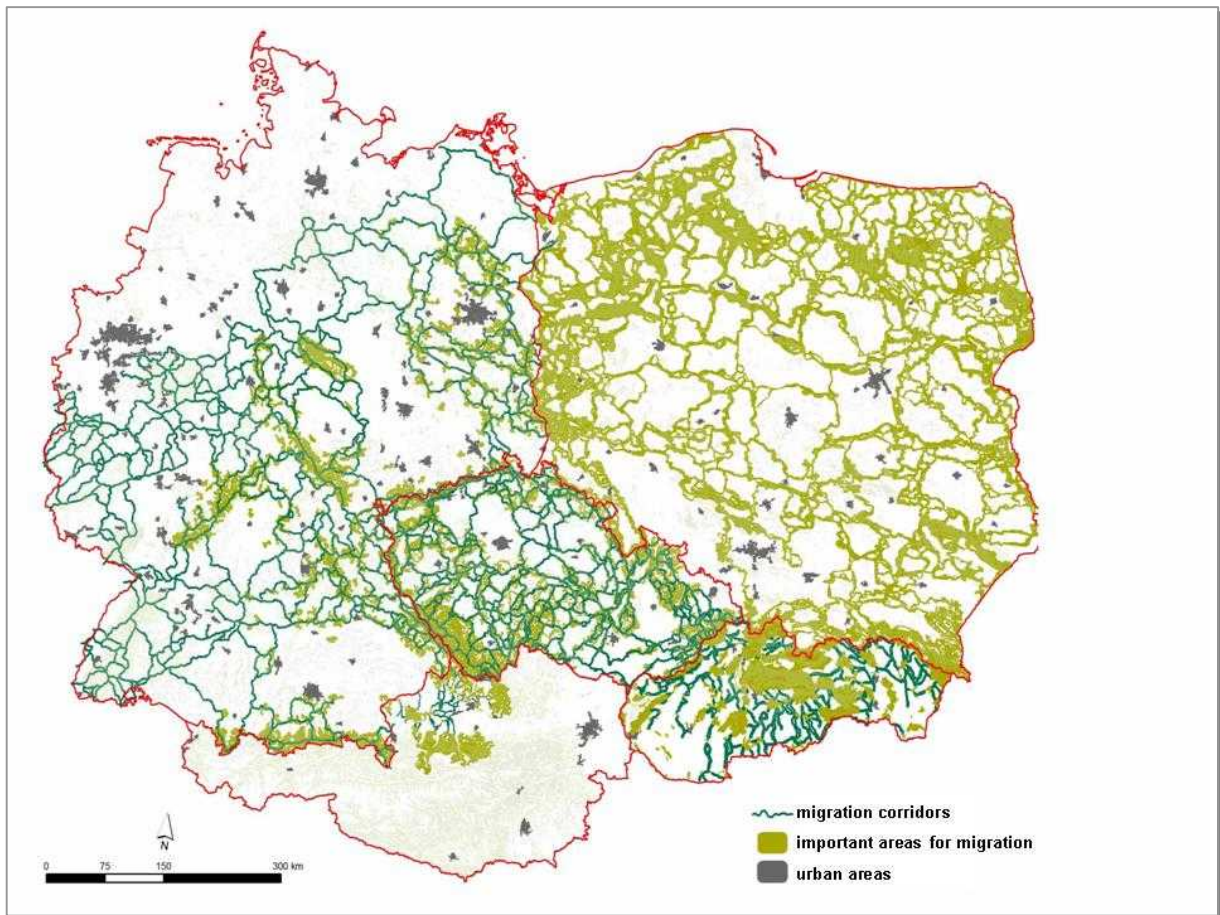 migration corridors
important areas for migration
urban areas
N
0 75 150 300 km